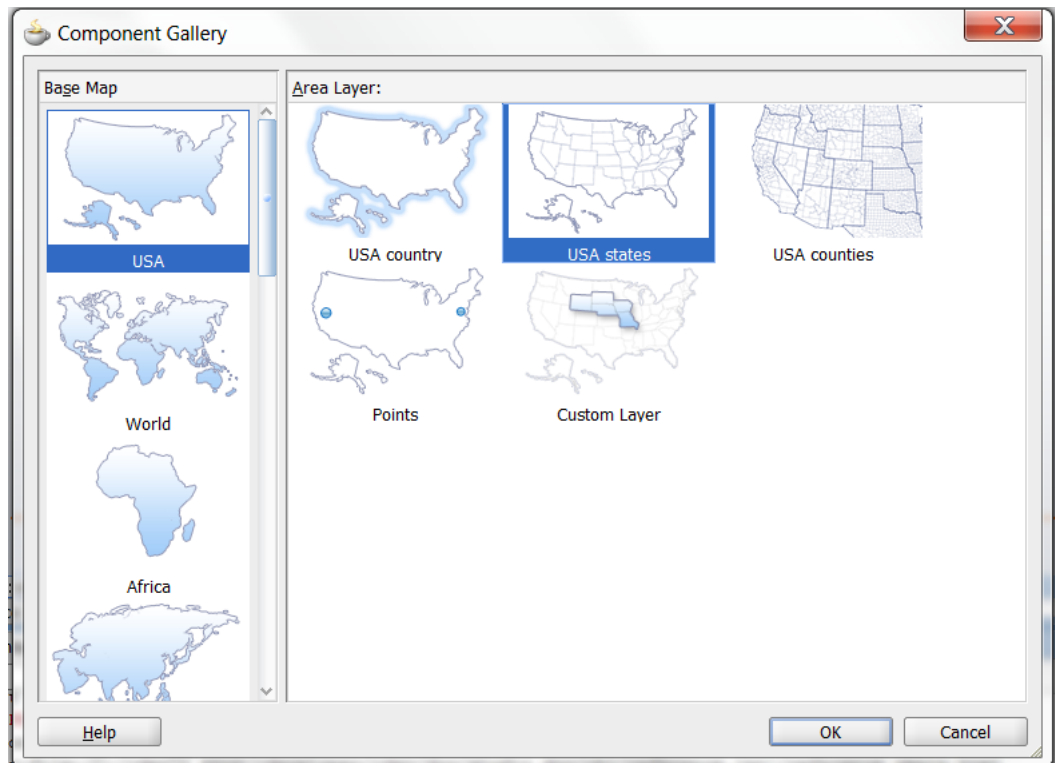 Component Gallery
Base Map
USA
World
Africa
Area Layer:
USA country
USA states
USA counties
Points
Custom Layer
Help
OK
Cancel